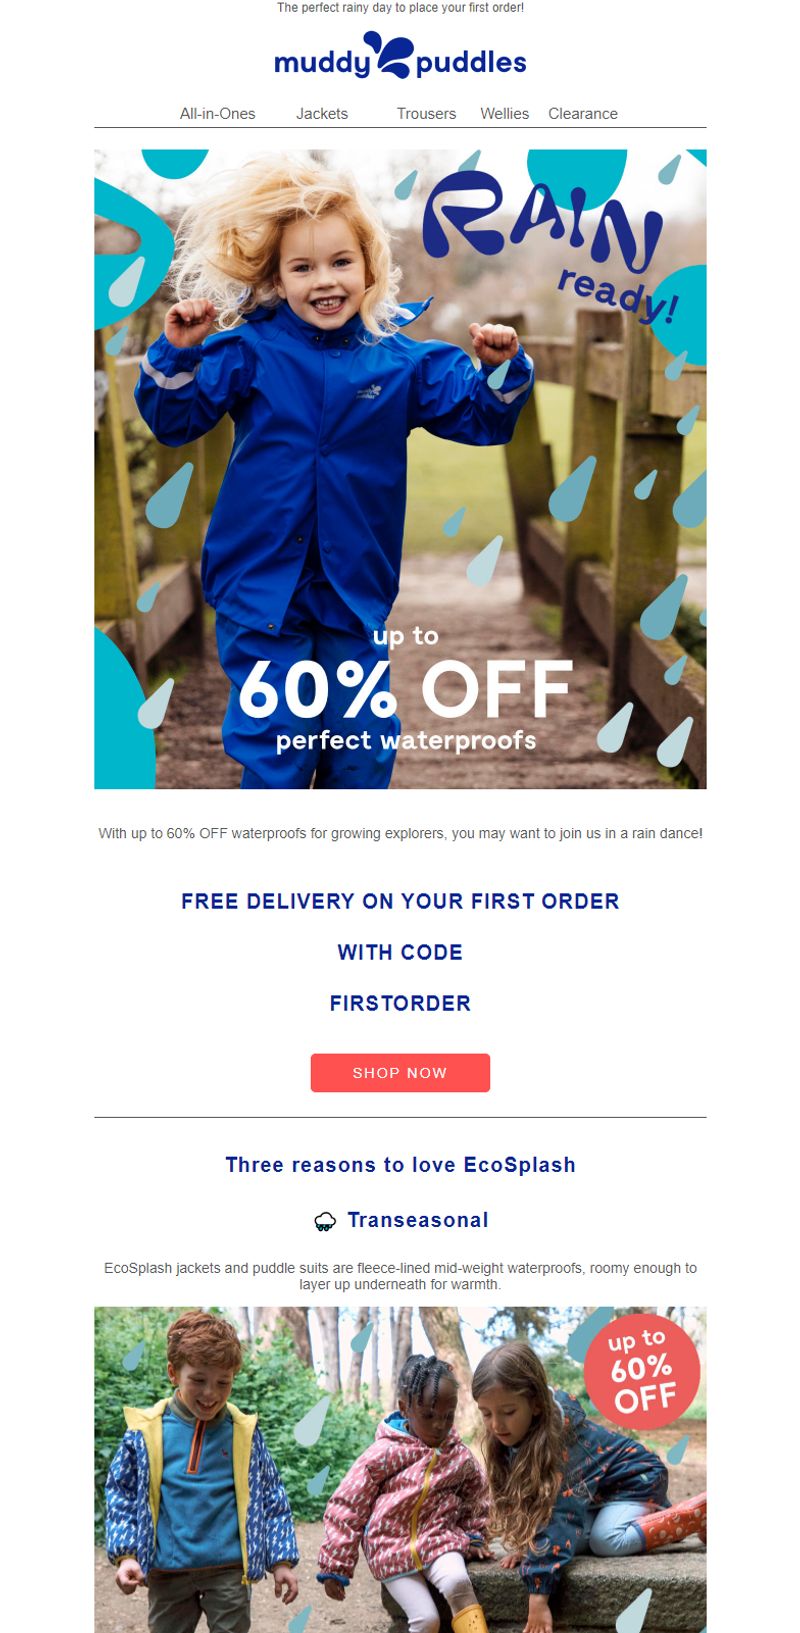 The perfect rainy day to place your first order!
muddy puddles
All-in-Ones Jackets Trousers Wellies Clearance
RAIN
ready!
muddy
puddles
up to
60% OFF
perfect waterproofs
With up to 60% OFF waterproofs for growing explorers, you may want to join us in a rain dance!
FREE DELIVERY ON YOUR FIRST ORDER
WITH CODE
FIRSTORDER
SHOP NOW
Three reasons to love EcoSplash
Transeasonal
EcoSplash jackets and puddle suits are fleece-lined mid-weight waterproofs, roomy enough to
layer up underneath for warmth.
up to
60%
OFF